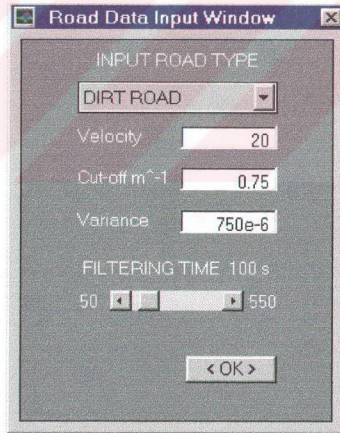 Road Data Input Window
INPUT ROAD TYPE
DIRT ROAD
Velocity 20
Cut-off m^-1 0.75
Variance 750e-6
FILTERING TIME 100 s
50 550
< OK >